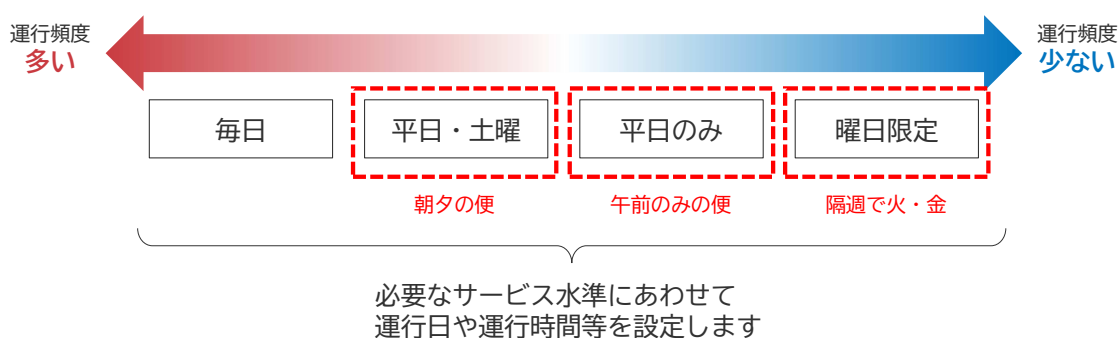 運行頻度
多い
運行頻度
少ない
毎日
平日・土曜
平日のみ
曜日限定
朝夕の便
午前のみの便
隔週で火・金
必要なサービス水準にあわせて
運行日や運行時間等を設定します